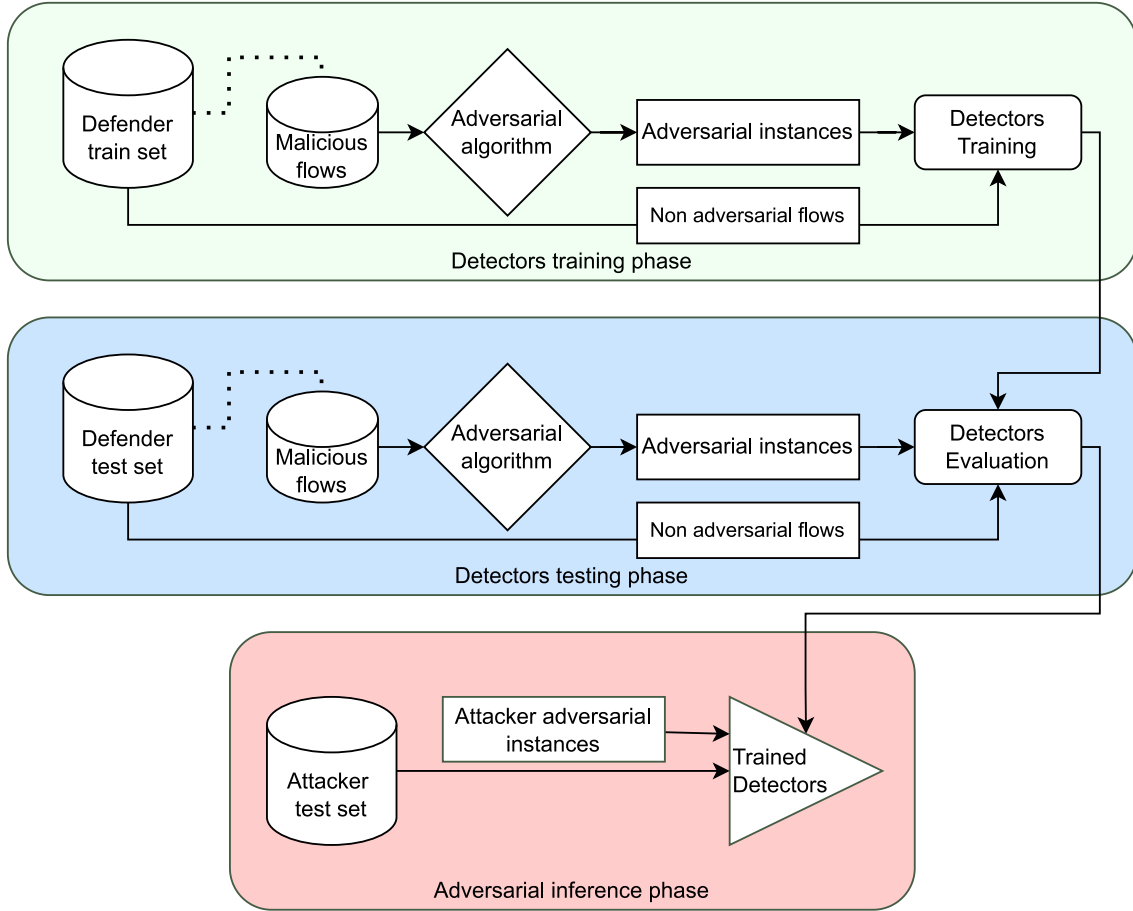 Defender
train set
Malicious
flows
Adversarial
algorithm
Adversarial instances
Detectors
Training
Non adversarial flows
Detectors training phase
Defender
test set
Malicious
flows
Adversarial
algorithm
Adversarial instances
Detectors
Evaluation
Non adversarial flows
Detectors testing phase
Attacker
test set
Attacker adversarial
instances
Trained
Detectors
Adversarial inference phase